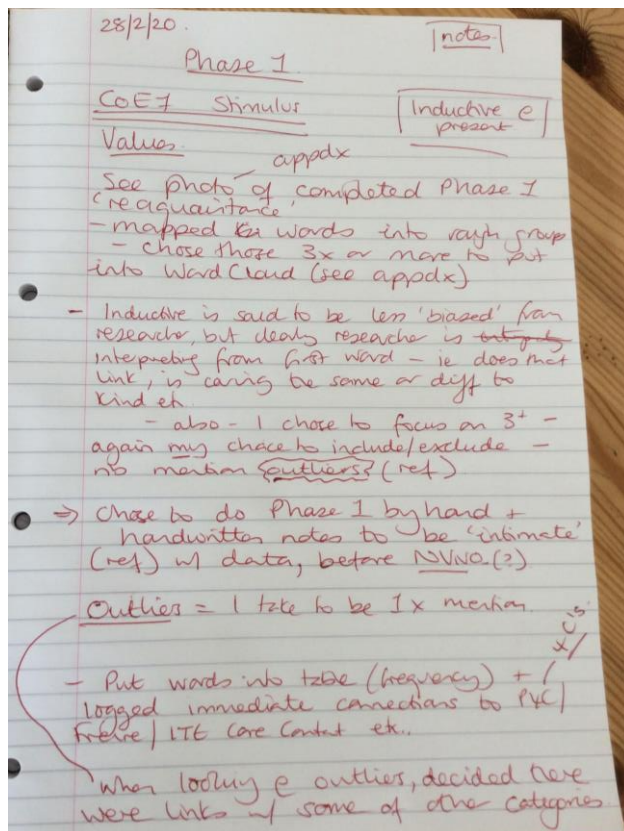 28/2/20.
notes.
Phase 1
CoE7 Stimulus
Inductive e
present
Values.
appdx
See photo of completed Phase 1
'reaquaintance'
- mapped words into rough groups
- chose those 3x or more to put
into Word Cloud (see appdx)
- Inductive is said to be less 'biased' from
researcher, but clearly researcher is
interpreting from first word - ie does that
link, is caring the same or diff to
kind etc
- also - I chose to focus on 3+ -
again my choice to include/exclude -
no mention {outliers} (ref)
⇒ Chose to do Phase 1 by hand +
handwritten notes to be 'intimate'
(ref) w/ data, before NVIVO (?)
Outliers = I take to be 1x mention
- Put words into table (frequency) + /
logged immediate connections to P4C/
Freire/ITE Core Content etc..
x C's.
when looking @ outliers, decided there
were links w/ some of other categories